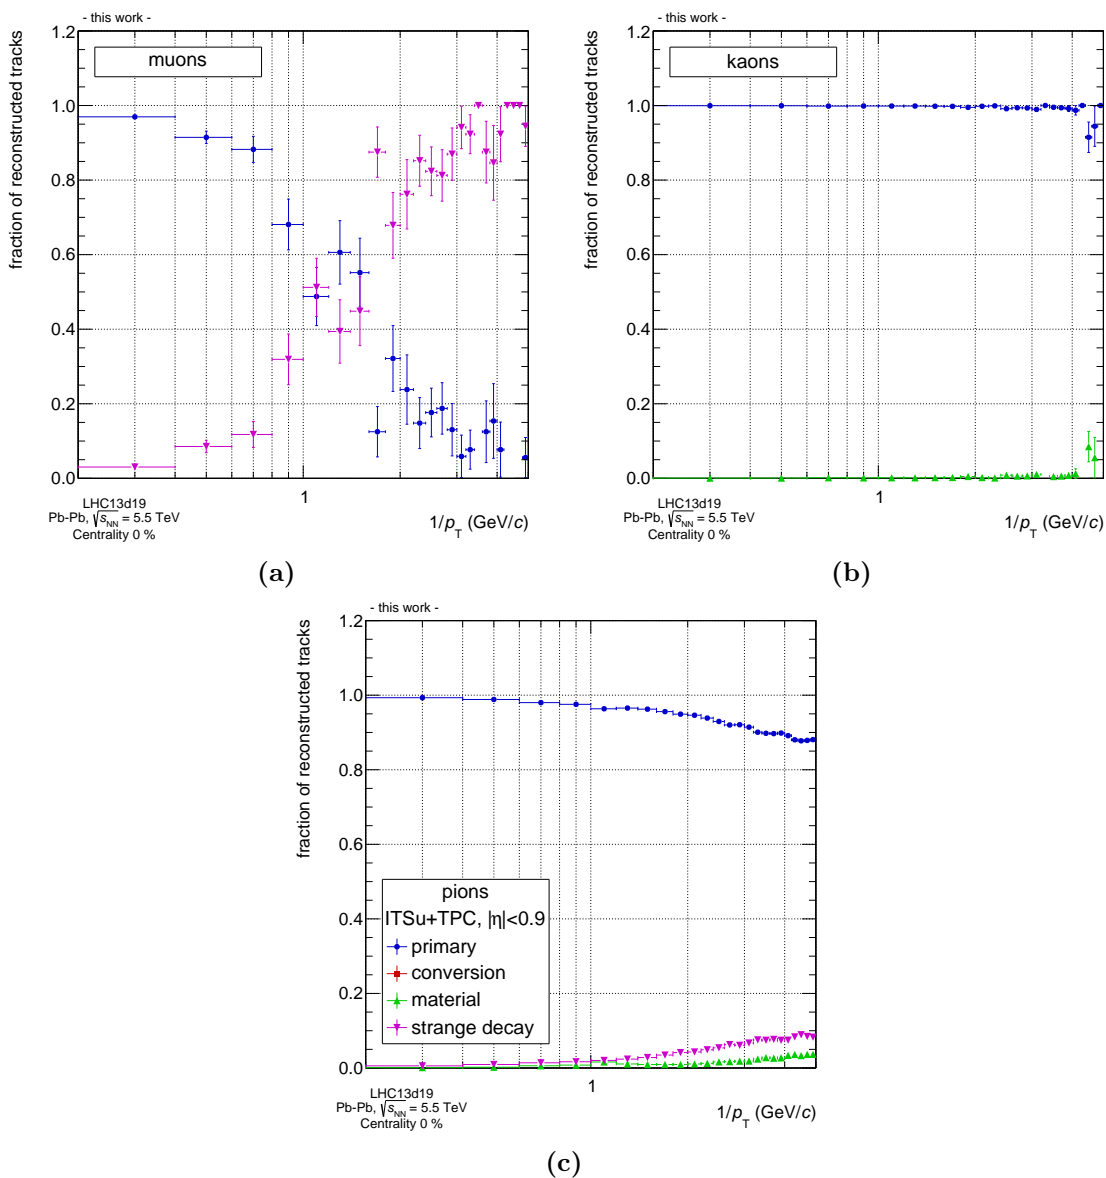 - this work -
fraction of reconstructed tracks
1.2
1.0
0.8
0.6
0.4
0.2
0.0
muons
1
1/p_T (GeV/c)
LHC13d19
Pb-Pb, √s_NN = 5.5 TeV
Centrality 0 %
(a)
- this work -
fraction of reconstructed tracks
1.2
1.0
0.8
0.6
0.4
0.2
0.0
kaons
1
1/p_T (GeV/c)
LHC13d19
Pb-Pb, √s_NN = 5.5 TeV
Centrality 0 %
(b)
- this work -
fraction of reconstructed tracks
1.2
1.0
0.8
0.6
0.4
0.2
0.0
pions
ITSu+TPC, |η|<0.9
primary
conversion
material
strange decay
1
1/p_T (GeV/c)
LHC13d19
Pb-Pb, √s_NN = 5.5 TeV
Centrality 0 %
(c)